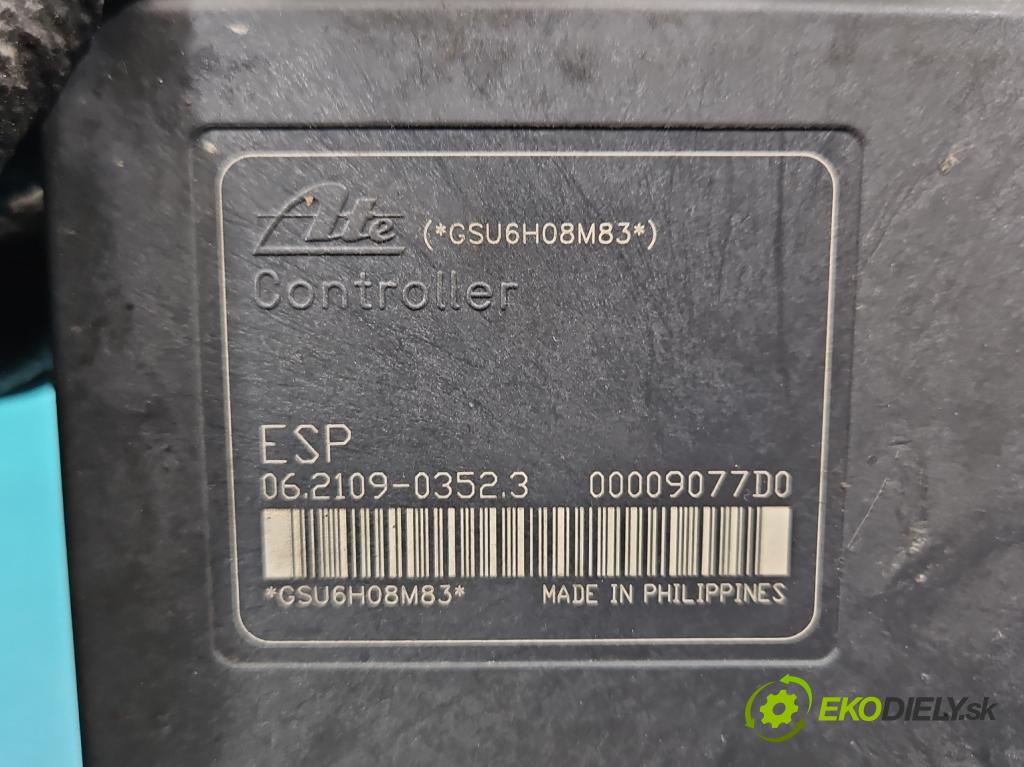 Ate (*GSU6H08M83*)
Controller
ESP
06.2109-0352.3 00009077D0
*GSU6H08M83* MADE IN PHILIPPINES
EKODIELY.sk